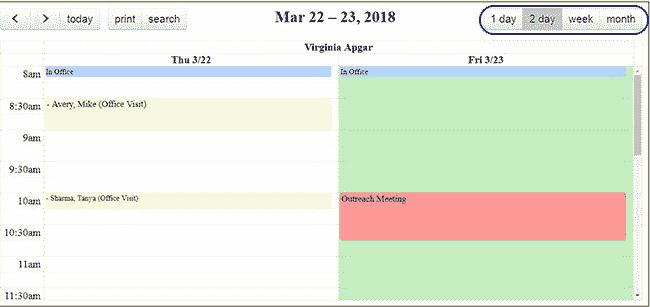 today print search Mar 22 – 23, 2018 1 day 2 day week month
Virginia Apgar
Thu 3/22 Fri 3/23
8am In Office In Office
8:30am - Avery, Mike (Office Visit)
9am
9:30am
10am - Sharma, Tanya (Office Visit) Outreach Meeting
10:30am
11am
11:30am